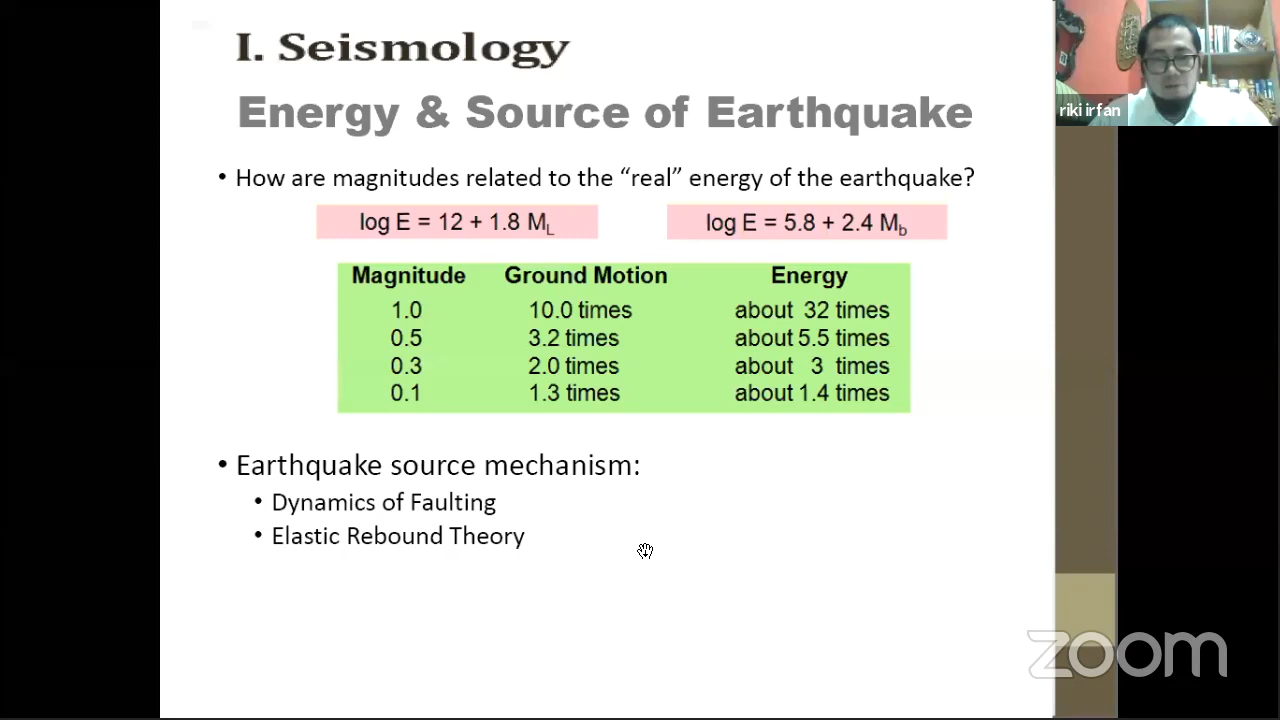 I. Seismology
Energy & Source of Earthquake
• How are magnitudes related to the “real” energy of the earthquake?
log E = 12 + 1.8 ML
log E = 5.8 + 2.4 Mb
Magnitude Ground Motion Energy
1.0 10.0 times about 32 times
0.5 3.2 times about 5.5 times
0.3 2.0 times about 3 times
0.1 1.3 times about 1.4 times
• Earthquake source mechanism:
• Dynamics of Faulting
• Elastic Rebound Theory
riki irfan
zoom